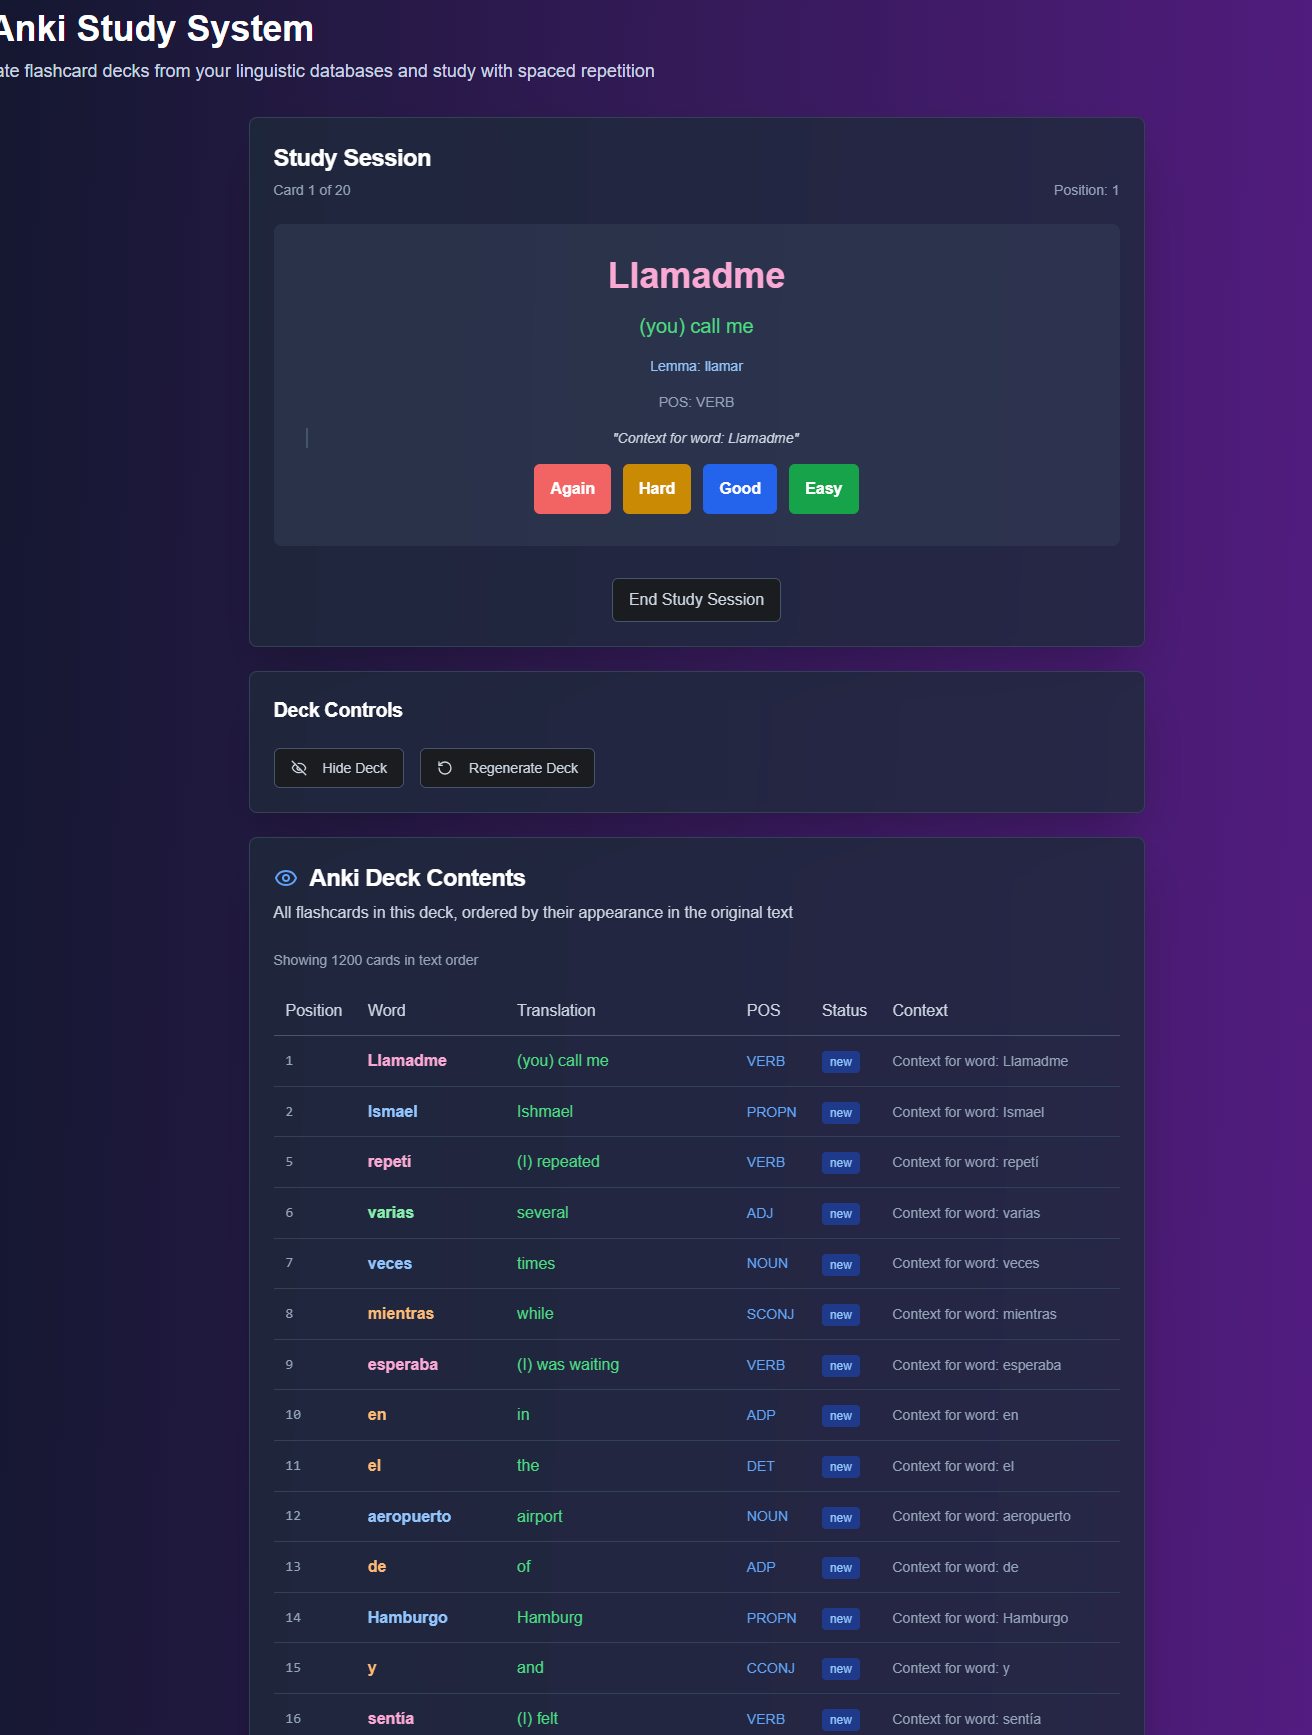 Anki Study System
ate flashcard decks from your linguistic databases and study with spaced repetition
Study Session
Card 1 of 20 Position: 1
Llamadme
(you) call me
Lemma: llamar
POS: VERB
"Context for word: Llamadme"
Again Hard Good Easy
End Study Session
Deck Controls
Hide Deck Regenerate Deck
Anki Deck Contents
All flashcards in this deck, ordered by their appearance in the original text
Showing 1200 cards in text order
Position Word Translation POS Status Context
1 Llamadme (you) call me VERB new Context for word: Llamadme
2 Ismael Ishmael PROPN new Context for word: Ismael
5 repetí (I) repeated VERB new Context for word: repetí
6 varias several ADJ new Context for word: varias
7 veces times NOUN new Context for word: veces
8 mientras while SCONJ new Context for word: mientras
9 esperaba (I) was waiting VERB new Context for word: esperaba
10 en in ADP new Context for word: en
11 el the DET new Context for word: el
12 aeropuerto airport NOUN new Context for word: aeropuerto
13 de of ADP new Context for word: de
14 Hamburgo Hamburg PROPN new Context for word: Hamburgo
15 y and CCONJ new Context for word: y
16 sentía (I) felt VERB new Context for word: sentía